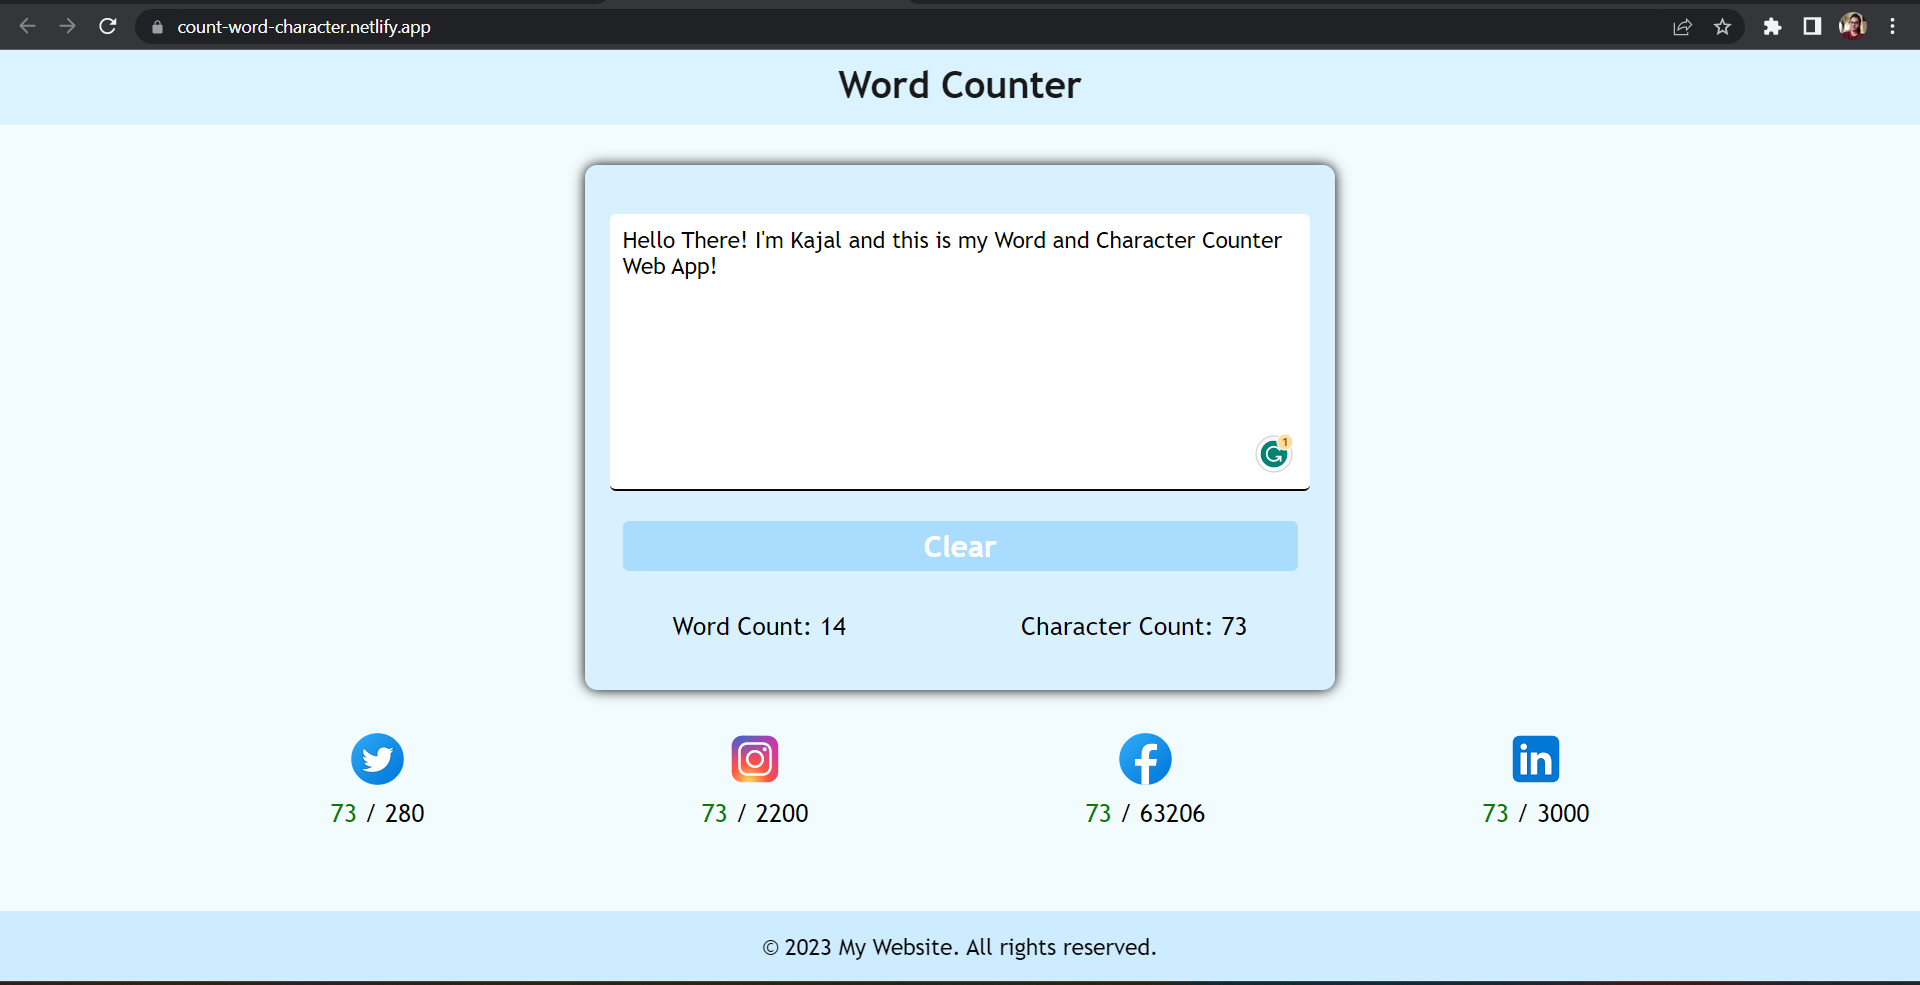 count-word-character.netlify.app
Word Counter
Hello There! I'm Kajal and this is my Word and Character Counter
Web App!
1
Clear
Word Count: 14 Character Count: 73
in
73 / 280 73 / 2200 73 / 63206 73 / 3000
© 2023 My Website. All rights reserved.